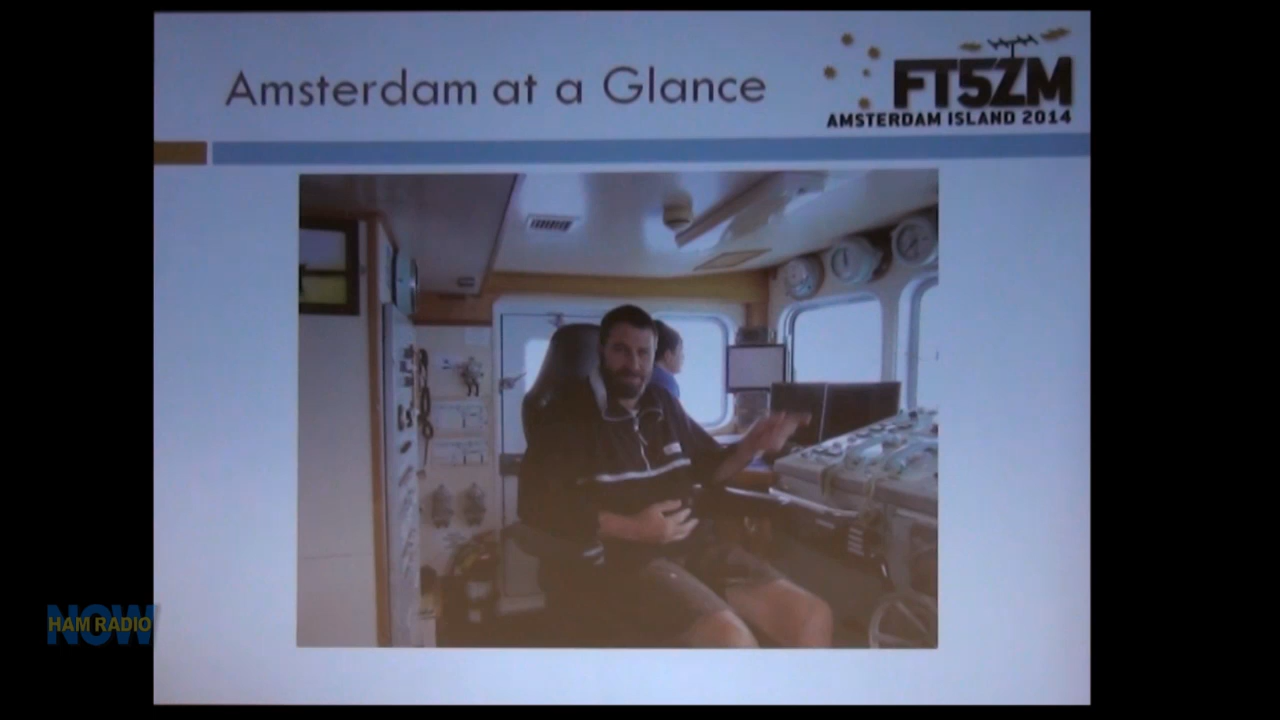 Amsterdam at a Glance
FT5ZM
AMSTERDAM ISLAND 2014
NOW
HAM RADIO